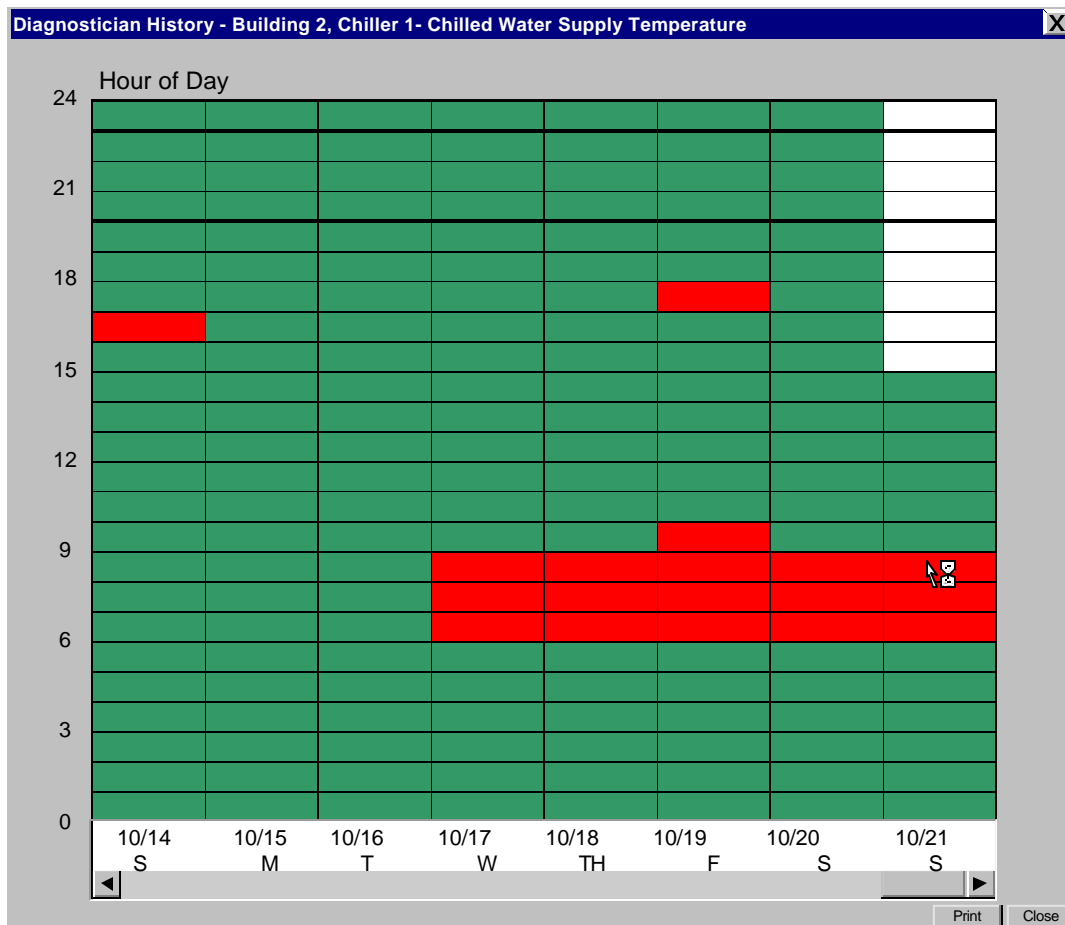 Diagnostician History - Building 2, Chiller 1- Chilled Water Supply Temperature X
Hour of Day
24
21
18
15
12
9
6
3
0
10/14 10/15 10/16 10/17 10/18 10/19 10/20 10/21
S M T W TH F S S
Print Close